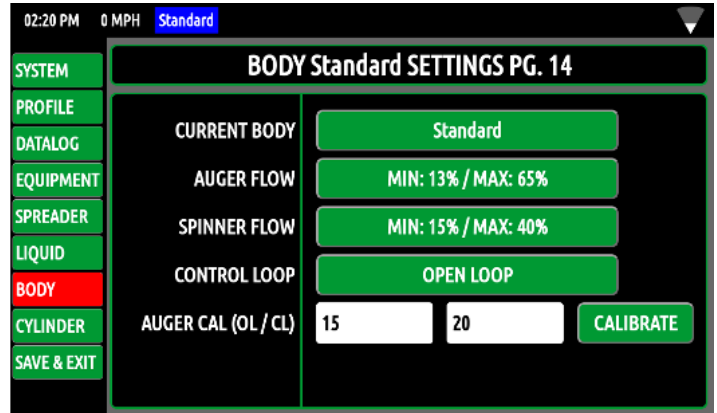 02:20 PM 0 MPH Standard
BODY Standard SETTINGS PG. 14
SYSTEM
PROFILE
DATALOG
EQUIPMENT
SPREADER
LIQUID
BODY
CYLINDER
SAVE & EXIT
CURRENT BODY Standard
AUGER FLOW MIN: 13% / MAX: 65%
SPINNER FLOW MIN: 15% / MAX: 40%
CONTROL LOOP OPEN LOOP
AUGER CAL (OL / CL) 15 20 CALIBRATE